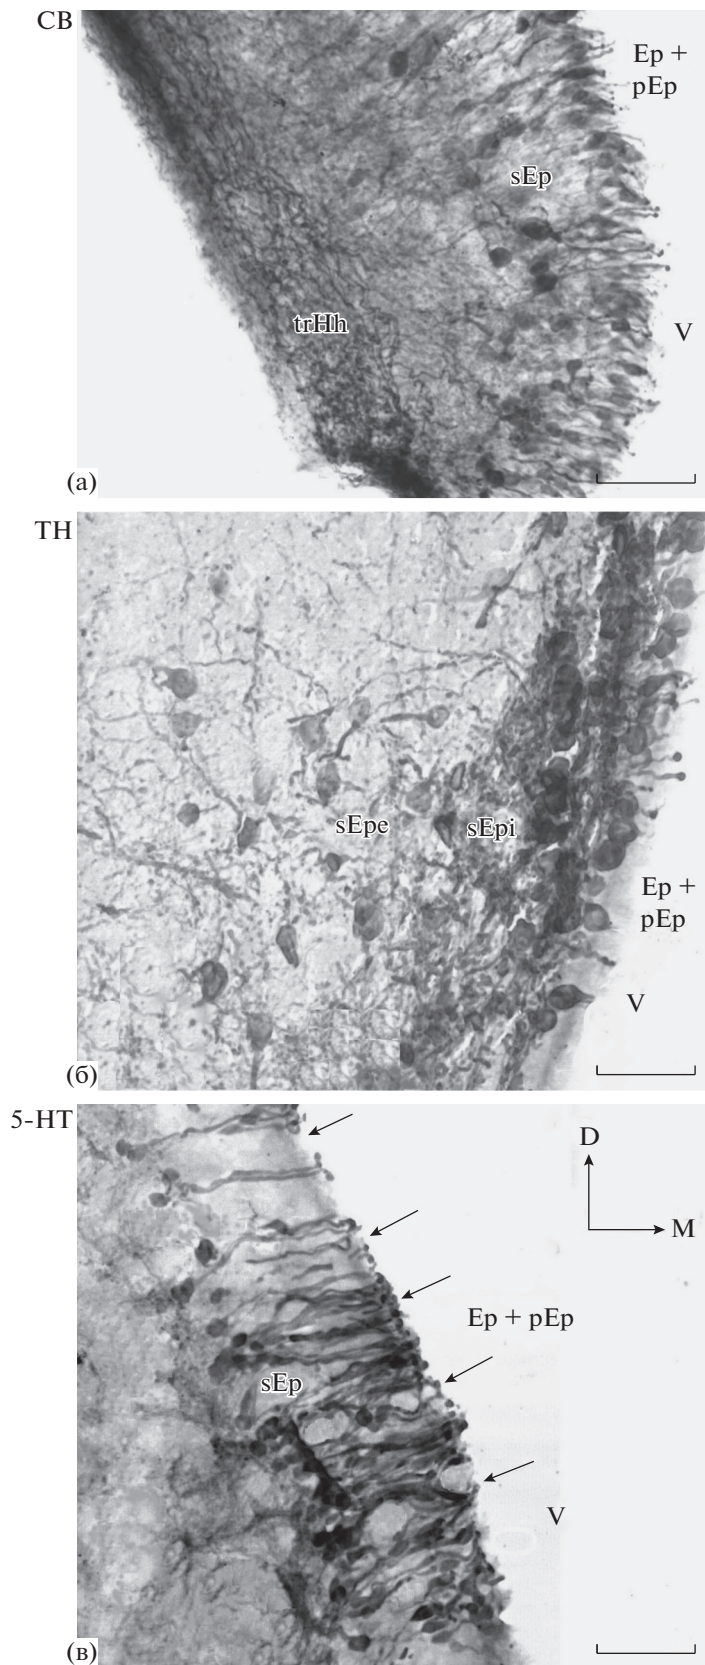 CB
Ep +
pEp
sEp
trHh
V
(а)
TH
sEpe
sEpi
Ep +
pEp
V
(б)
5-HT
D
M
Ep + pEp
sEp
V
(в)